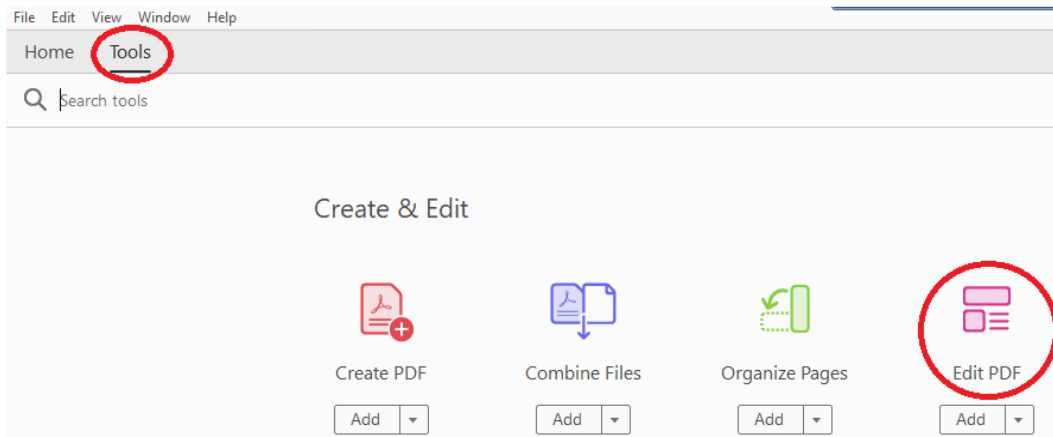 File Edit View Window Help
Home Tools
Search tools
Create & Edit
Create PDF Combine Files Organize Pages Edit PDF
Add Add Add Add